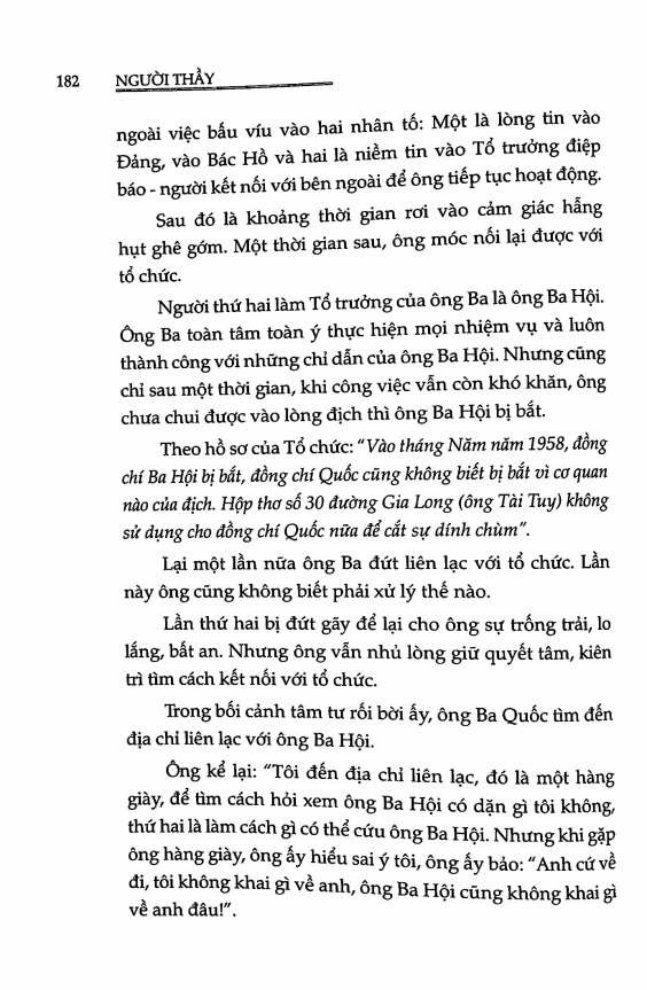 182 NGƯỜI THẦY
ngoài việc bấu víu vào hai nhân tố: Một là lòng tin vào
Đảng, vào Bác Hồ và hai là niềm tin vào Tổ trưởng điệp
báo - người kết nối với bên ngoài để ông tiếp tục hoạt động.
Sau đó là khoảng thời gian rơi vào cảm giác hẫng
hụt ghê gớm. Một thời gian sau, ông móc nối lại được với
tổ chức.
Người thứ hai làm Tổ trưởng của ông Ba là ông Ba Hội.
Ông Ba toàn tâm toàn ý thực hiện mọi nhiệm vụ và luôn
thành công với những chỉ dẫn của ông Ba Hội. Nhưng cũng
chỉ sau một thời gian, khi công việc vẫn còn khó khăn, ông
chưa chui được vào lòng địch thì ông Ba Hội bị bắt.
Theo hồ sơ của Tổ chức: "Vào tháng Năm năm 1958, đồng
chí Ba Hội bị bắt, đồng chí Quốc cũng không biết bị bắt vì cơ quan
nào của địch. Hộp thơ số 30 đường Gia Long (ông Tài Tuy) không
sử dụng cho đồng chí Quốc nữa để cắt sự dính chùm".
Lại một lần nữa ông Ba đứt liên lạc với tổ chức. Lần
này ông cũng không biết phải xử lý thế nào.
Lần thứ hai bị đứt gãy để lại cho ông sự trống trải, lo
lắng, bất an. Nhưng ông vẫn nhủ lòng giữ quyết tâm, kiên
trì tìm cách kết nối với tổ chức.
Trong bối cảnh tâm tư rối bời ấy, ông Ba Quốc tìm đến
địa chỉ liên lạc với ông Ba Hội.
Ông kể lại: "Tôi đến địa chỉ liên lạc, đó là một hàng
giày, để tìm cách hỏi xem ông Ba Hội có dặn gì tôi không,
thứ hai là làm cách gì có thể cứu ông Ba Hội. Nhưng khi gặp
ông hàng giày, ông ấy hiểu sai ý tôi, ông ấy bảo: "Anh cứ về
đi, tôi không khai gì về anh, ông Ba Hội cũng không khai gì
về anh đâu!".